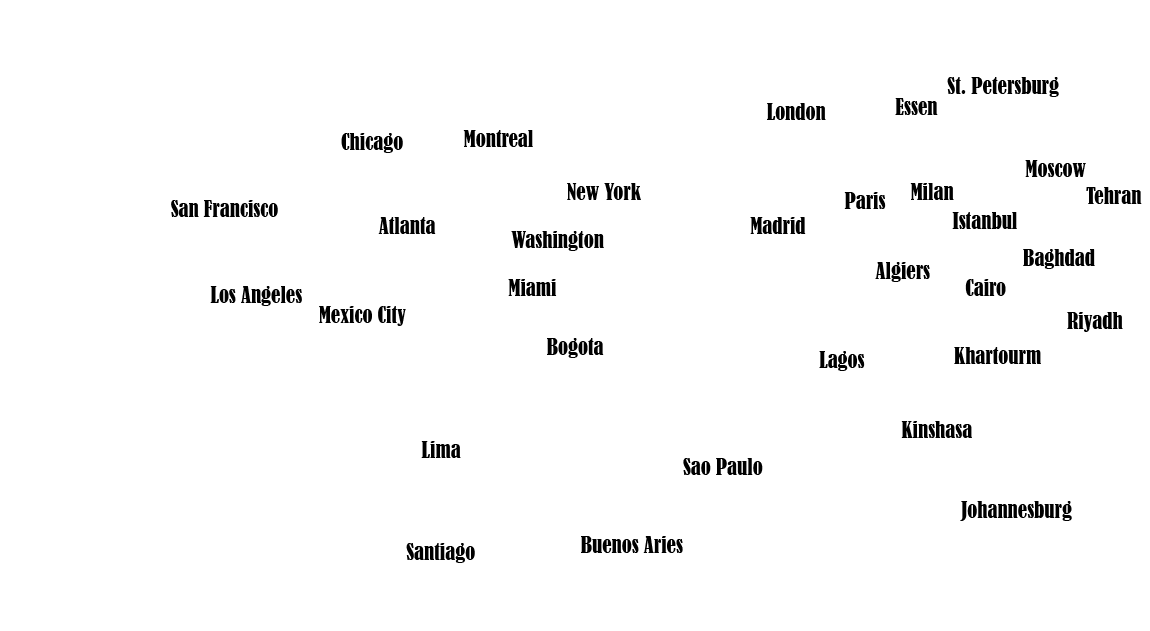 St. Petersburg
Essen
London
Chicago
Montreal
Moscow
New York
Milan
Tehran
Paris
San Francisco
Istanbul
Atlanta
Madrid
Washington
Baghdad
Algiers
Miami
Cairo
Los Angeles
Mexico City
Riyadh
Bogota
Khartourm
Lagos
Kinshasa
Lima
Sao Paulo
Johannesburg
Buenos Aries
Santiago